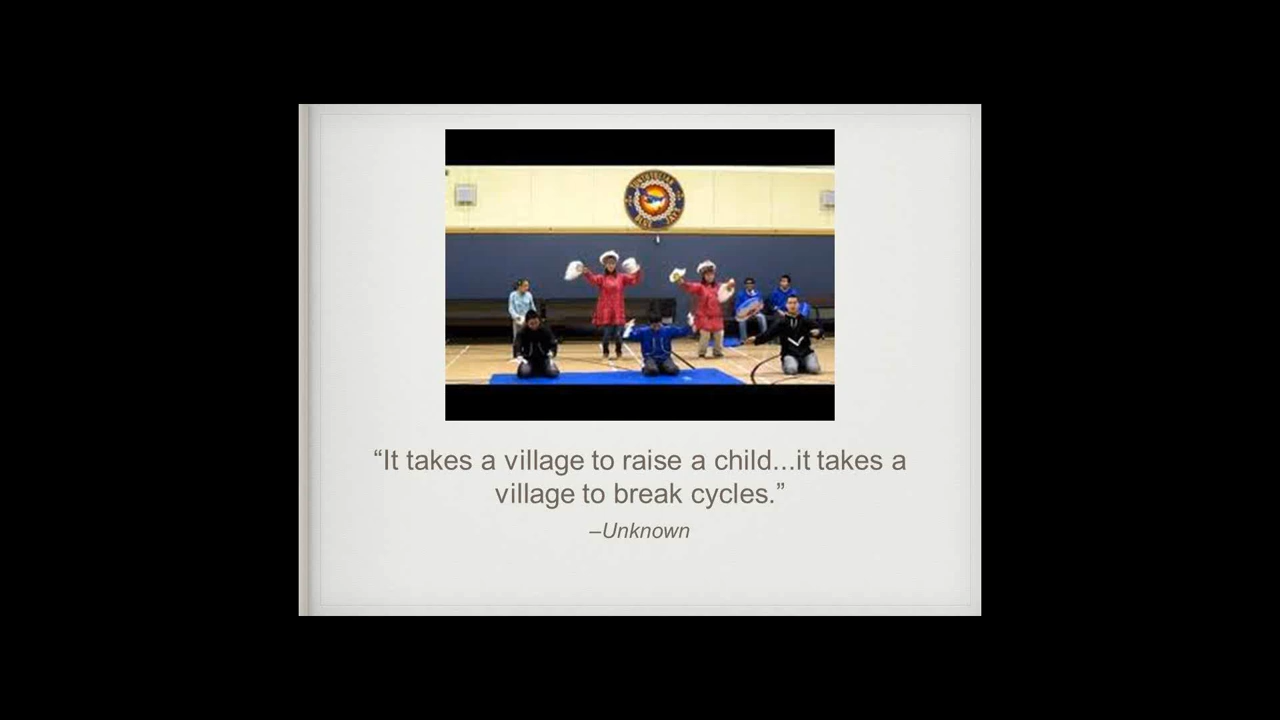 “It takes a village to raise a child...it takes a
village to break cycles.”
–Unknown